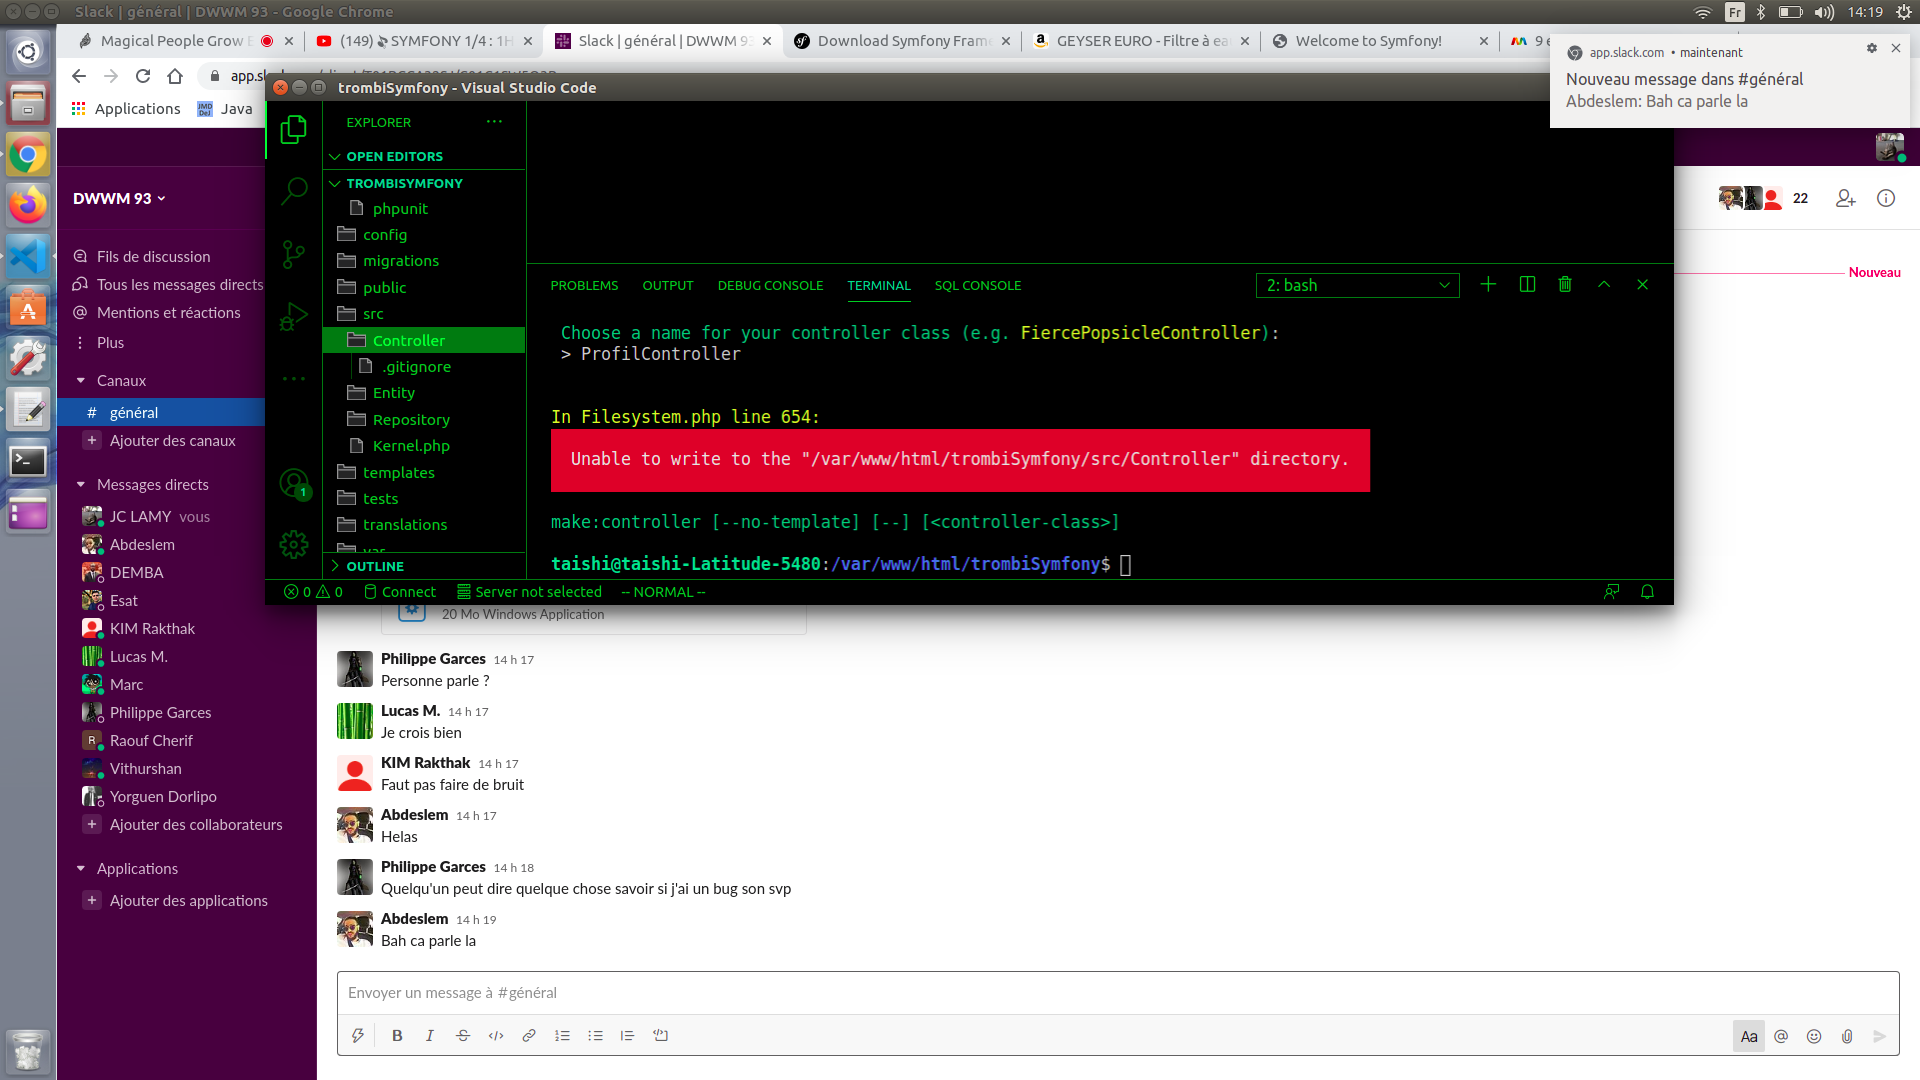 Slack | général | DWWM 93 - Google Chrome
Fr
14:19
Magical People Grow
(149)
SYMFONY 1/4 : 1H
Slack | général | DWWM 93
Download Symfony Fram
GEYSER EURO - Filtre à ea
Welcome to Symfony!
9 e
app.sl
Applications
Java
app.slack.com • maintenant
Nouveau message dans #général
Abdeslem: Bah ca parle la
trombiSymfony - Visual Studio Code
EXPLORER
OPEN EDITORS
TROMBISYMFONY
phpunit
config
migrations
public
src
Controller
.gitignore
Entity
Repository
Kernel.php
templates
tests
translations
var
OUTLINE
1
PROBLEMS
OUTPUT
DEBUG CONSOLE
TERMINAL
SQL CONSOLE
2: bash
Choose a name for your controller class (e.g. FiercePopsicleController):
> ProfilController
In Filesystem.php line 654:
Unable to write to the "/var/www/html/trombiSymfony/src/Controller" directory.
make:controller [--no-template] [--] [<controller-class>]
taishi@taishi-Latitude-5480:/var/www/html/trombiSymfony$
0
0
Connect
Server not selected
-- NORMAL --
DWWM 93
22
Nouveau
Fils de discussion
Tous les messages directs
Mentions et réactions
Plus
Canaux
# général
Ajouter des canaux
Messages directs
JC LAMY vous
Abdeslem
DEMBA
Esat
KIM Rakthak
Lucas M.
Marc
Philippe Garces
R Raouf Cherif
Vithurshan
Yorguen Dorlipo
Ajouter des collaborateurs
Applications
Ajouter des applications
20 Mo Windows Application
Philippe Garces 14 h 17
Personne parle ?
Lucas M. 14 h 17
Je crois bien
KIM Rakthak 14 h 17
Faut pas faire de bruit
Abdeslem 14 h 17
Helas
Philippe Garces 14 h 18
Quelqu'un peut dire quelque chose savoir si j'ai un bug son svp
Abdeslem 14 h 19
Bah ca parle la
Envoyer un message à #général
B
I
S
Aa
@